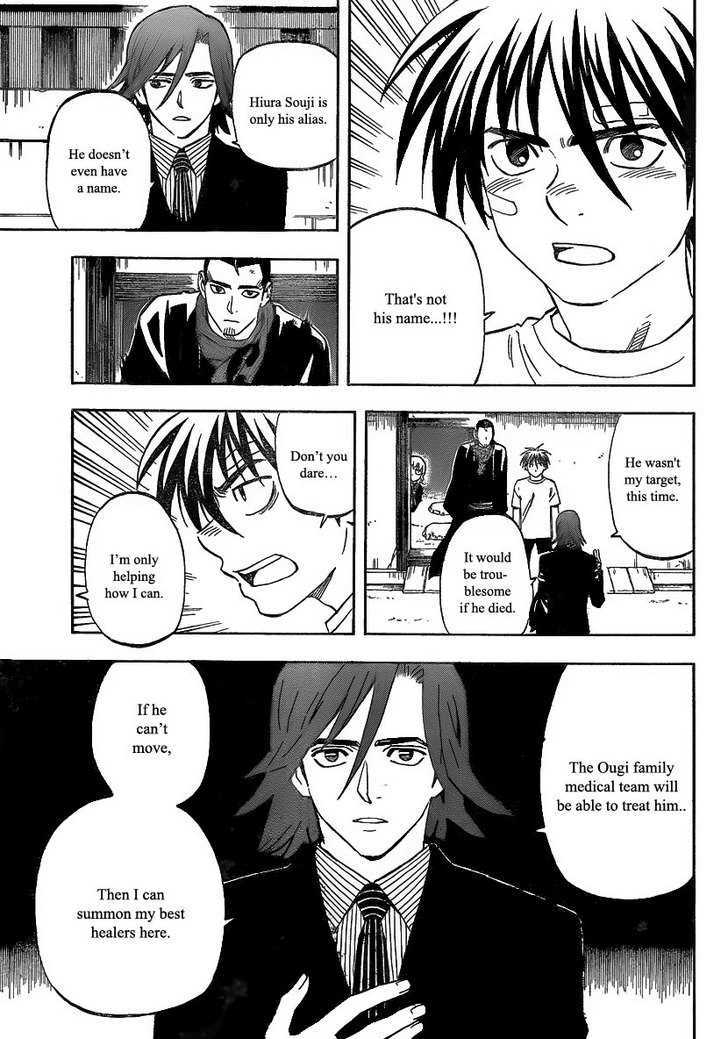 That's not
his name...!!!
Hiura Souji is
only his alias.
He doesn't
even have
a name.
He wasn't
my target,
this time.
It would
be trou-
blesome
if he died.
Don't you
dare...
I'm only
helping
how I can.
The Ougi family
medical team will
be able to treat him..
If he
can't
move,
Then I can
summon my best
healers here.